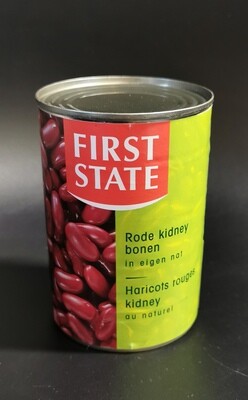 FIRST
STATE
Rode kidney
bonen
in eigen nat
Haricots rouges
kidney
au naturel